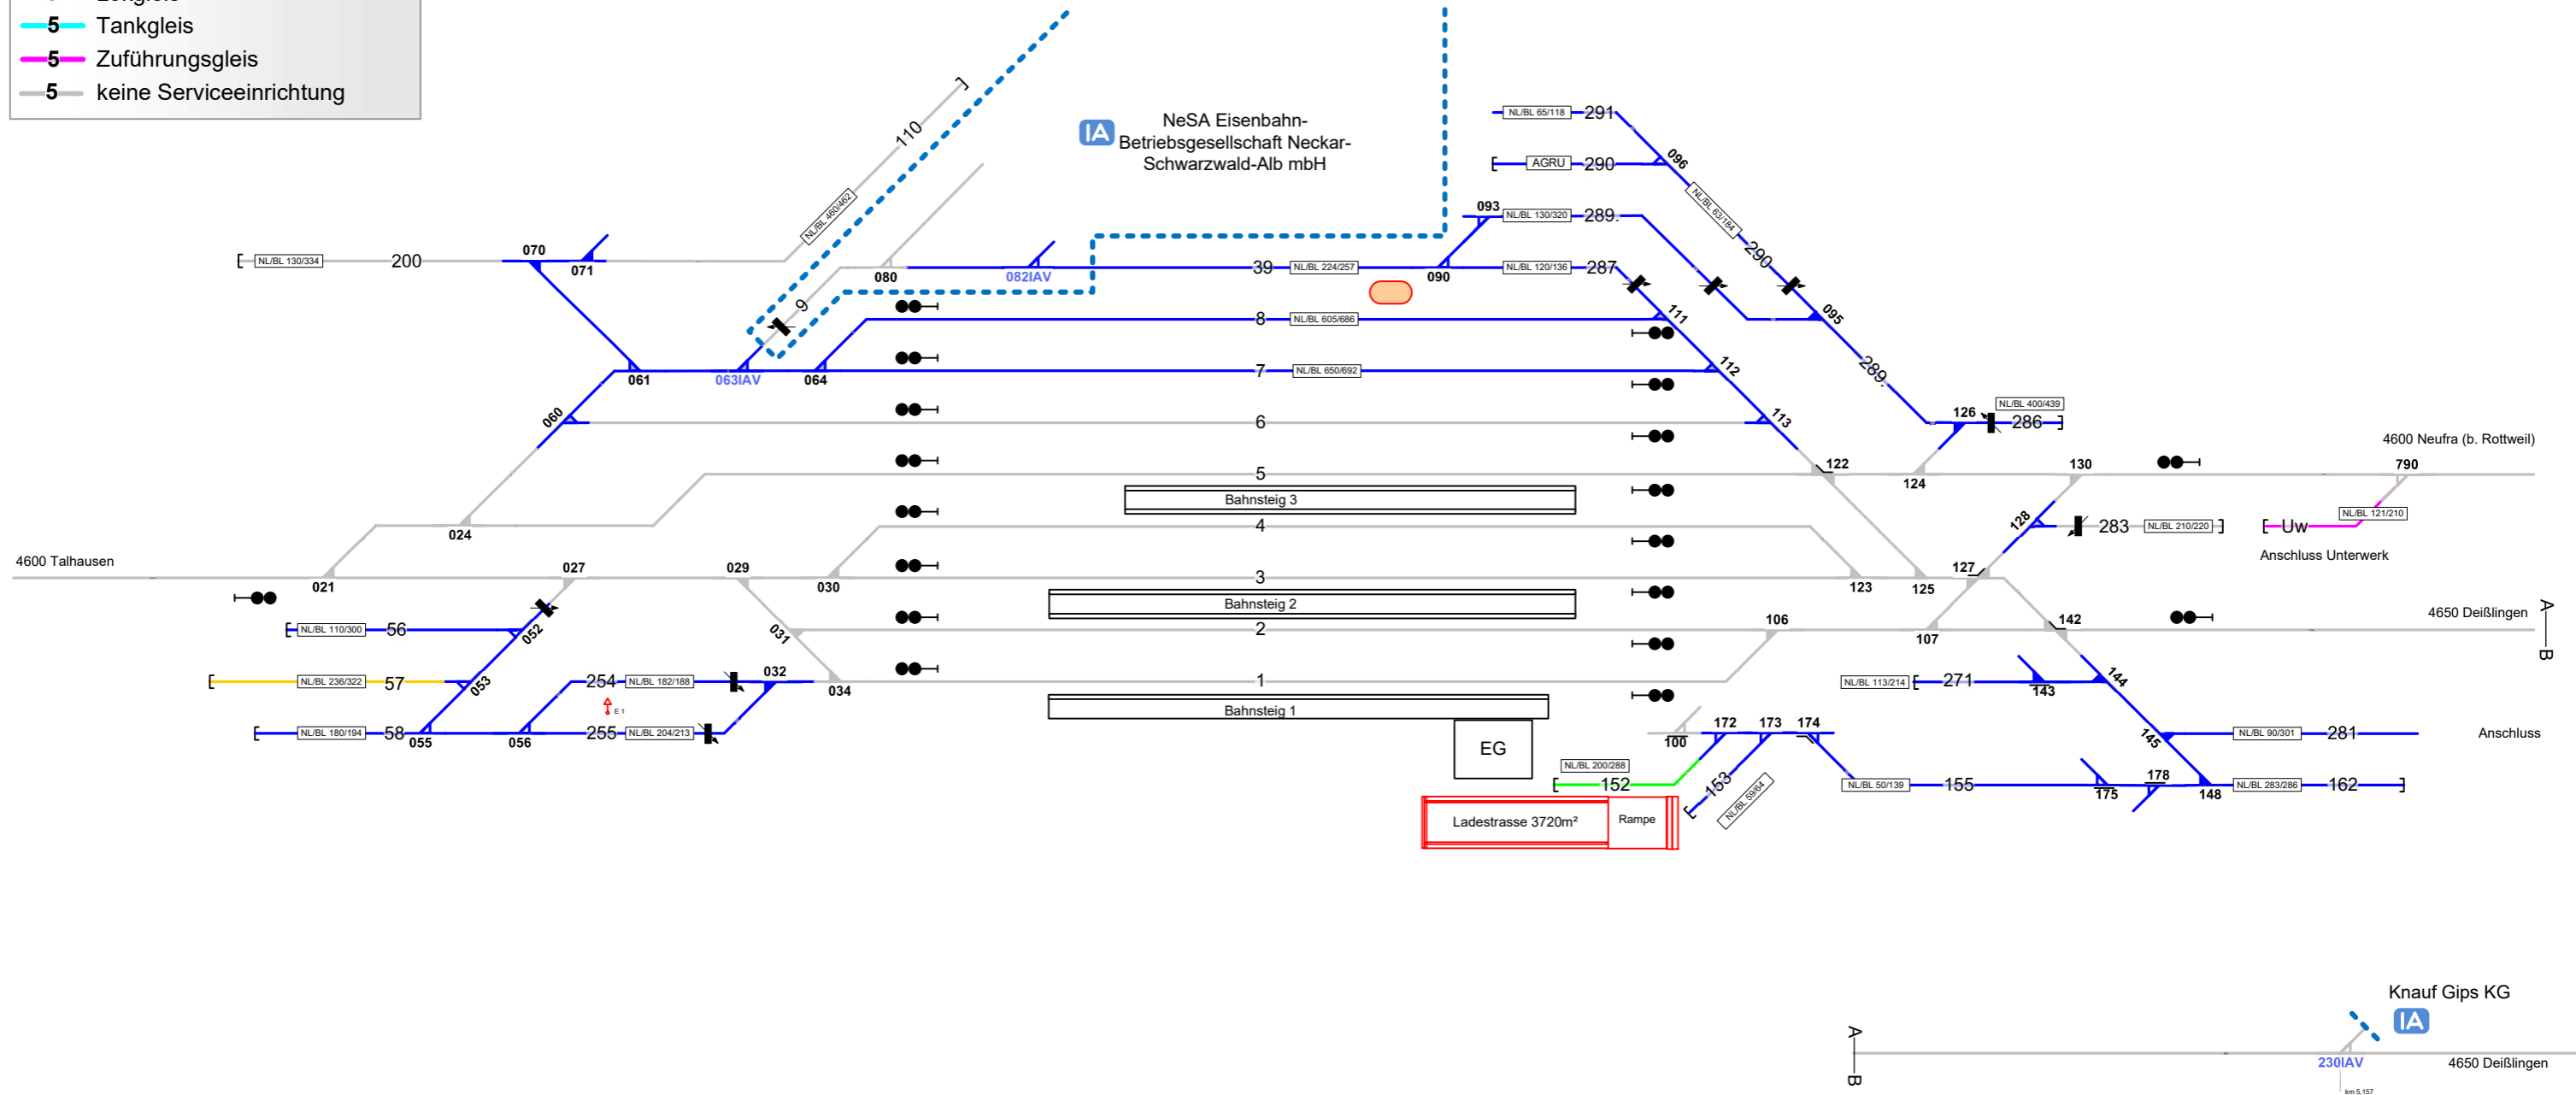 5 Tankgleis
5 Zuführungsgleis
5 keine Serviceeinrichtung
110
NL/BL 460/462
IA
NeSA Eisenbahn-
Betriebsgesellschaft Neckar-
Schwarzwald-Alb mbH
NL/BL 65/118 291
AGRU 290
096
NL/BL 63/184
093 NL/BL 130/320 289.
290
NL/BL 130/334 200 070 071
9
080 082IAV 39 NL/BL 224/257 090 NL/BL 120/136 287
8 NL/BL 605/686 111 095
061 063IAV 064 7 NL/BL 650/692 112 289.
060 6 113 126 NL/BL 400/439 286
4600 Neufra (b. Rottweil)
5 122 124 130 790
Bahnsteig 3
024 4 128 283 NL/BL 210/220 Uw NL/BL 121/210
Anschluss Unterwerk
4600 Talhausen
021 027 029 030 3 123 125 127
Bahnsteig 2
NL/BL 110/300 56 052 031 2 106 107 142 4650 Deißlingen
A
B
NL/BL 236/322 57 053 254 NL/BL 182/188 032 034 1 NL/BL 113/214 271 143 144
E 1
Bahnsteig 1
NL/BL 180/194 58 055 056 255 NL/BL 204/213
EG
100 172 173 174 145 NL/BL 90/301 281 Anschluss
NL/BL 200/288
152 153 NL/BL 59/64 NL/BL 50/139 155 175 178 148 NL/BL 283/286 162
Ladestrasse 3720m² Rampe
Knauf Gips KG
IA
A
B
230IAV 4650 Deißlingen
km 5,157